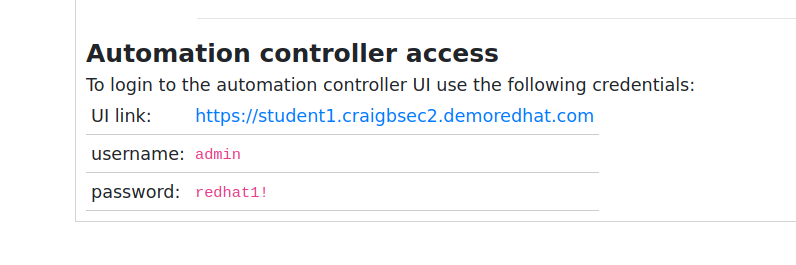 Automation controller access
To login to the automation controller UI use the following credentials:
UI link: https://student1.craigbsec2.demoredhat.com
username: admin
password: redhat1!